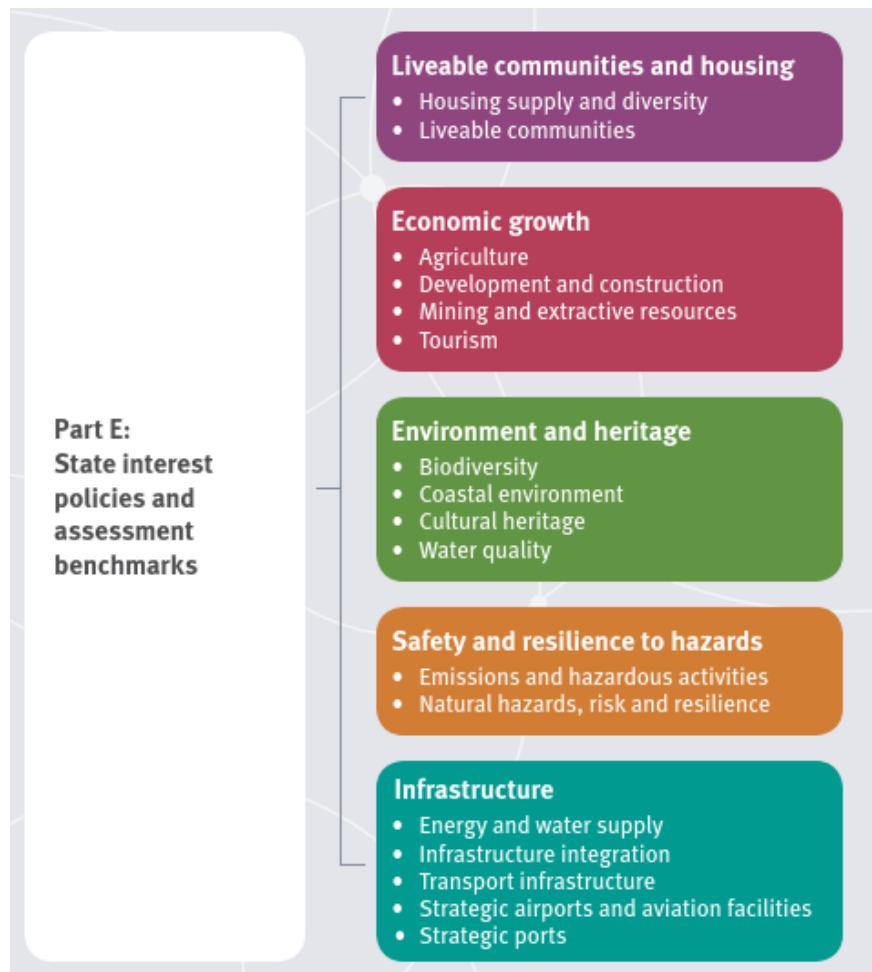 Part E:
State interest
policies and
assessment
benchmarks
Liveable communities and housing
• Housing supply and diversity
• Liveable communities
Economic growth
• Agriculture
• Development and construction
• Mining and extractive resources
• Tourism
Environment and heritage
• Biodiversity
• Coastal environment
• Cultural heritage
• Water quality
Safety and resilience to hazards
• Emissions and hazardous activities
• Natural hazards, risk and resilience
Infrastructure
• Energy and water supply
• Infrastructure integration
• Transport infrastructure
• Strategic airports and aviation facilities
• Strategic ports